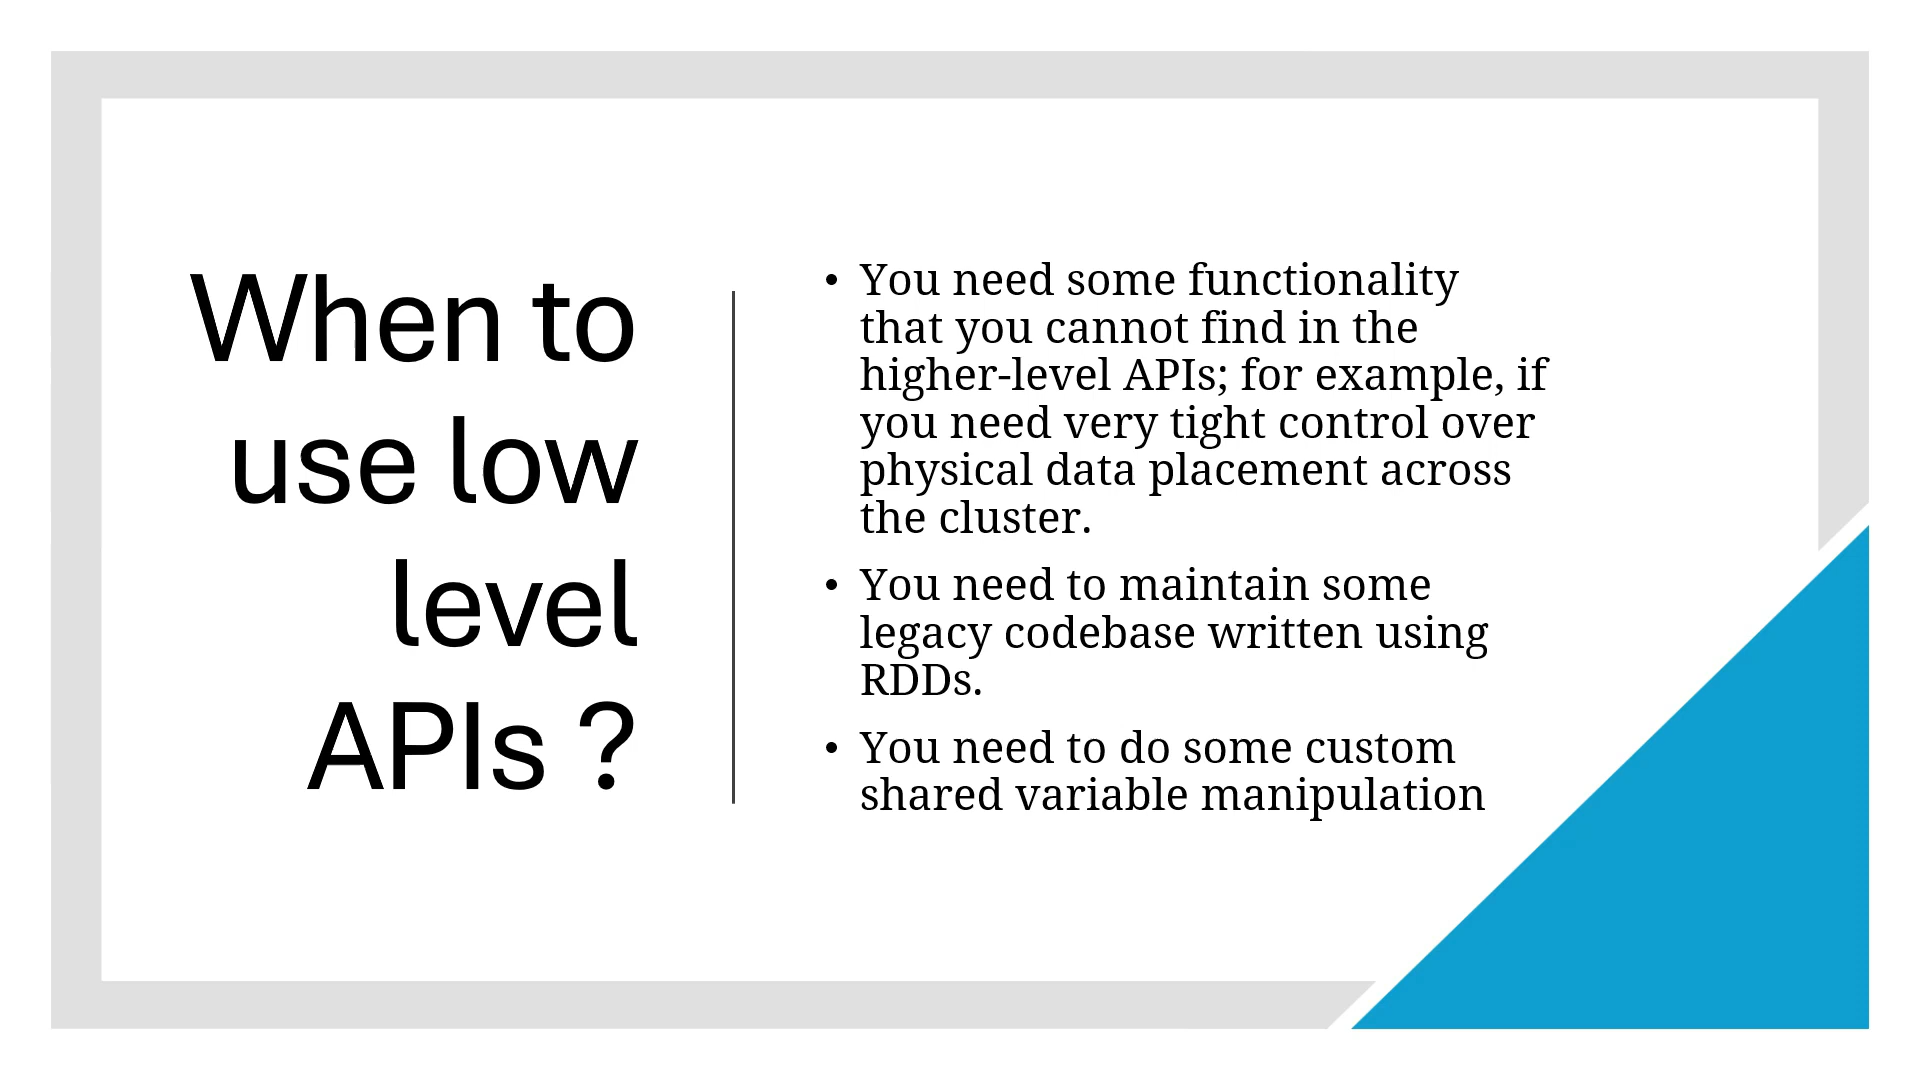 When to
use low
level
APIs ?
• You need some functionality
that you cannot find in the
higher-level APIs; for example, if
you need very tight control over
physical data placement across
the cluster.
• You need to maintain some
legacy codebase written using
RDDs.
• You need to do some custom
shared variable manipulation